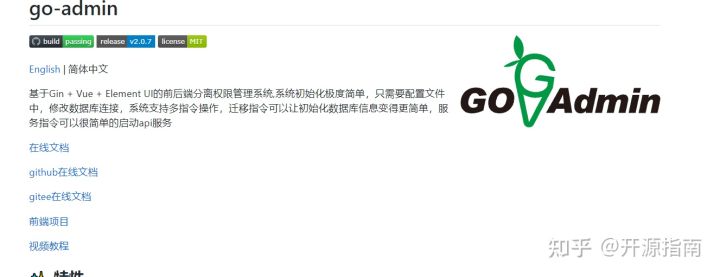 go-admin
build passing release v2.0.7 license MIT
English | 简体中文
GO Admin
基于Gin + Vue + Element UI的前后端分离权限管理系统,系统初始化极度简单，只需要配置文件
中，修改数据库连接，系统支持多指令操作，迁移指令可以让初始化数据库信息变得更简单，服
务指令可以很简单的启动api服务
在线文档
github在线文档
gitee在线文档
前端项目
视频教程
特性
知乎 @开源指南